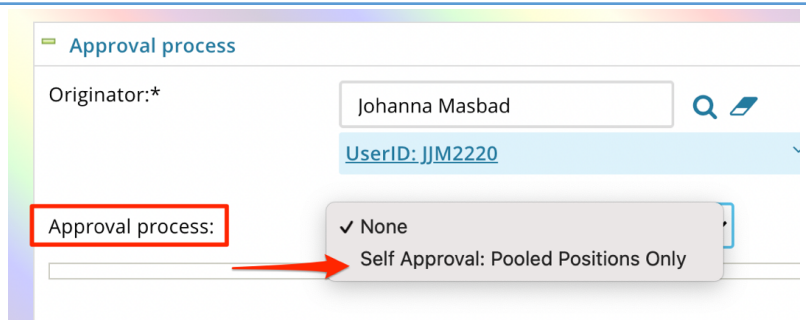 Approval process
Originator:*
Johanna Masbad
UserID: JJM2220
Approval process:
✓ None
Self Approval: Pooled Positions Only